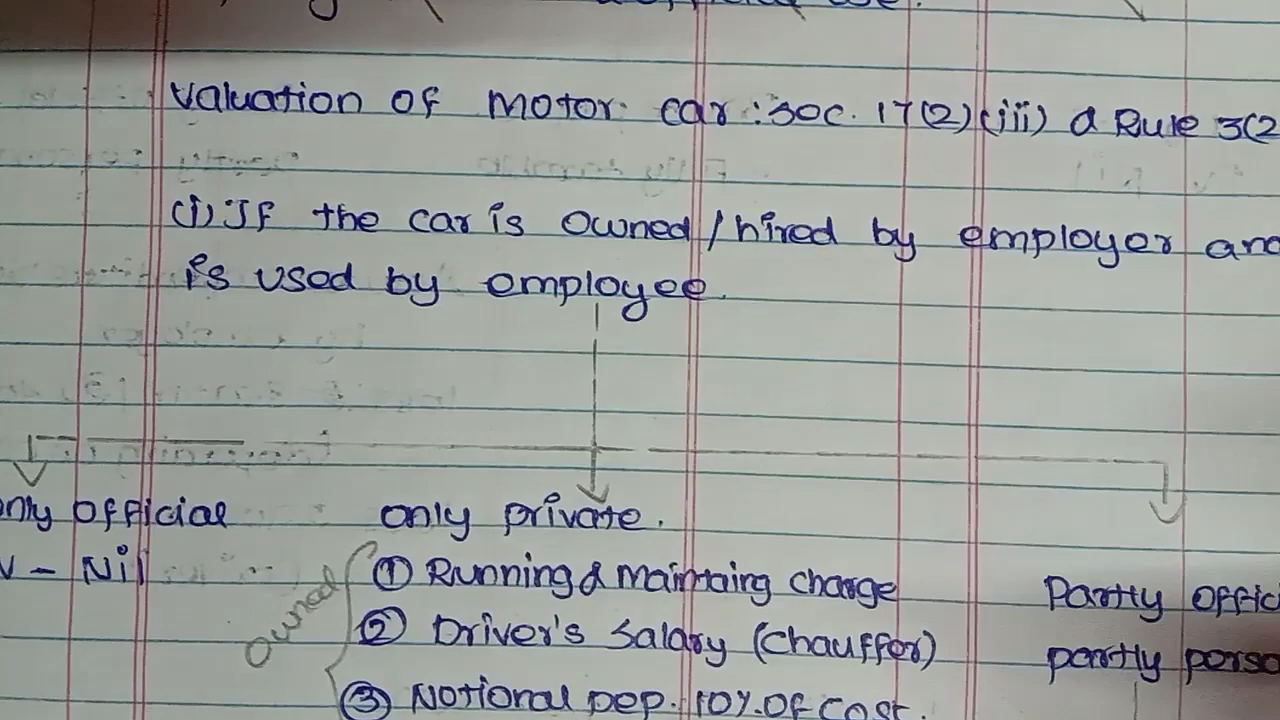 use.
Valuation of motor car : Sec. 17(2)(iii) & Rule 3(2
(i) If the car is owned/hired by employer and
is used by employee.
only official only private.
V - Nil ① Running & Maintaing charge Partly offic
Owned ② Driver's Salary (Chauffer) partly perso
③ Notional Dep. 10% of cost.